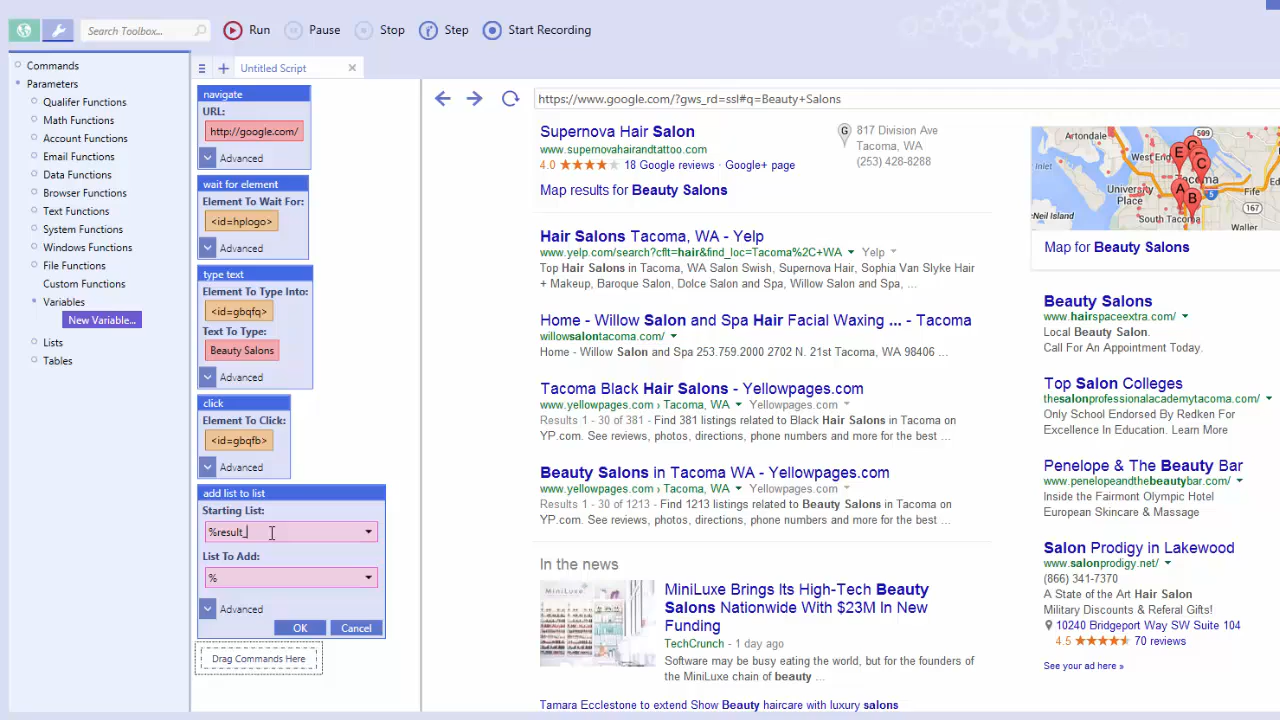 Search Toolbox...
Run
Pause
Stop
Step
Start Recording
Commands
Parameters
Qualifer Functions
Math Functions
Account Functions
Email Functions
Data Functions
Browser Functions
Text Functions
System Functions
Windows Functions
File Functions
Custom Functions
Variables
New Variable...
Lists
Tables
Untitled Script
navigate
URL:
http://google.com/
Advanced
wait for element
Element To Wait For:
<id=hplogo>
Advanced
type text
Element To Type Into:
<id=gbqfq>
Text To Type:
Beauty Salons
Advanced
click
Element To Click:
<id=gbqfb>
Advanced
add list to list
Starting List:
%result_
List To Add:
%
Advanced
OK
Cancel
Drag Commands Here
https://www.google.com/?gws_rd=ssl#q=Beauty+Salons
Supernova Hair Salon
www.supernovahairandtattoo.com
4.0 18 Google reviews · Google+ page
G 817 Division Ave
Tacoma, WA
(253) 428-8288
Map results for Beauty Salons
Hair Salons Tacoma, WA - Yelp
www.yelp.com/search?cflt=hair&find_loc=Tacoma%2C+WA Yelp
Top Hair Salons in Tacoma, WA Salon Swish, Supernova Hair, Sophia Van Slyke Hair
+ Makeup, Baroque Salon, Dolce Salon and Spa, Willow Salon and Spa, ...
Home - Willow Salon and Spa Hair Facial Waxing ... - Tacoma
willowsalontacoma.com/
Home - Willow Salon and Spa 253.759.2000 2702 N. 21st Tacoma, WA 98406 ...
Tacoma Black Hair Salons - Yellowpages.com
www.yellowpages.com › Tacoma, WA Yellowpages.com
Results 1 - 30 of 381 - Find 381 listings related to Black Hair Salons in Tacoma on
YP.com. See reviews, photos, directions, phone numbers and more for the best ...
Beauty Salons in Tacoma WA - Yellowpages.com
www.yellowpages.com › Tacoma, WA Yellowpages.com
Results 1 - 30 of 1213 - Find 1213 listings related to Beauty Salons in Tacoma on
YP.com. See reviews, photos, directions, phone numbers and more for the best ...
In the news
MiniLuxe
MiniLuxe Brings Its High-Tech Beauty
Salons Nationwide With $23M In New
Funding
TechCrunch - 1 day ago
Software may be busy eating the world, but for the founders of
the MiniLuxe chain of beauty ...
Tamara Ecclestone to extend Show Beauty haircare with luxury salons
Artondale
599
West End
E
C
C
Tacoma
University
Place
A
B
5
Fife
Neil Island
167
South Tacoma
Waller
Map for Beauty Salons
Beauty Salons
www.hairspaceextra.com/
Local Beauty Salon.
Call For An Appointment Today.
Top Salon Colleges
thesalonprofessionalacademytacoma.com/
Only School Endorsed By Redken For
Excellence In Education. Learn More
Penelope & The Beauty Bar
www.penelopeandthebeautybar.com/
Inside the Fairmont Olympic Hotel
European Skincare & Massage
Salon Prodigy in Lakewood
www.salonprodigy.net/
(866) 341-7370
A State of the Art Hair Salon
Military Discounts & Referal Gifts!
10240 Bridgeport Way SW Suite 104
4.5 70 reviews
See your ad here »